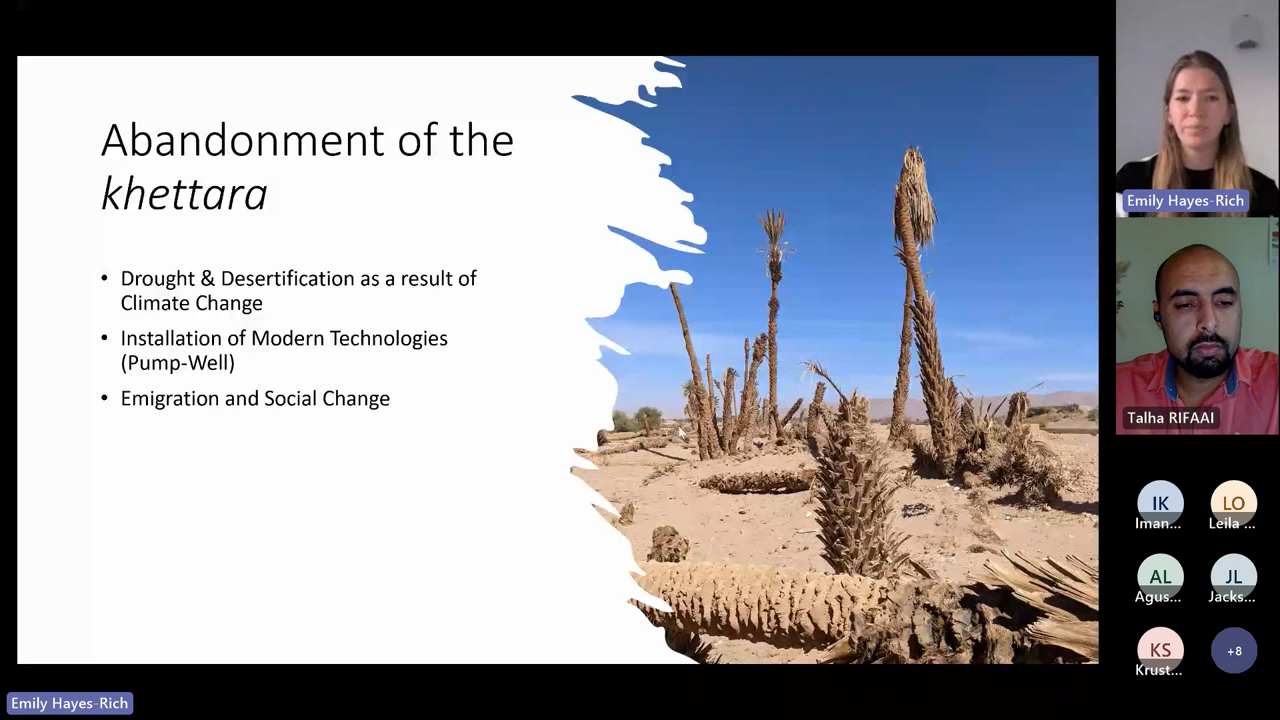 Abandonment of the
khettara
• Drought & Desertification as a result of
Climate Change
• Installation of Modern Technologies
(Pump-Well)
• Emigration and Social Change
Emily Hayes-Rich
Talha RIFAAI
IK
Iman...
LO
Leila ...
AL
Agus...
JL
Jacks...
KS
Krust...
+8
Emily Hayes-Rich